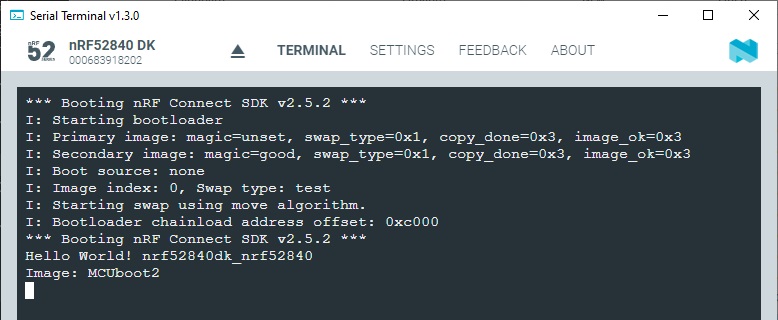 Serial Terminal v1.3.0
nRF
52
nRF52840 DK
000683918202
TERMINAL SETTINGS FEEDBACK ABOUT
*** Booting nRF Connect SDK v2.5.2 ***
I: Starting bootloader
I: Primary image: magic=unset, swap_type=0x1, copy_done=0x3, image_ok=0x3
I: Secondary image: magic=good, swap_type=0x1, copy_done=0x3, image_ok=0x3
I: Boot source: none
I: Image index: 0, Swap type: test
I: Starting swap using move algorithm.
I: Bootloader chainload address offset: 0xc000
*** Booting nRF Connect SDK v2.5.2 ***
Hello World! nrf52840dk_nrf52840
Image: MCUboot2